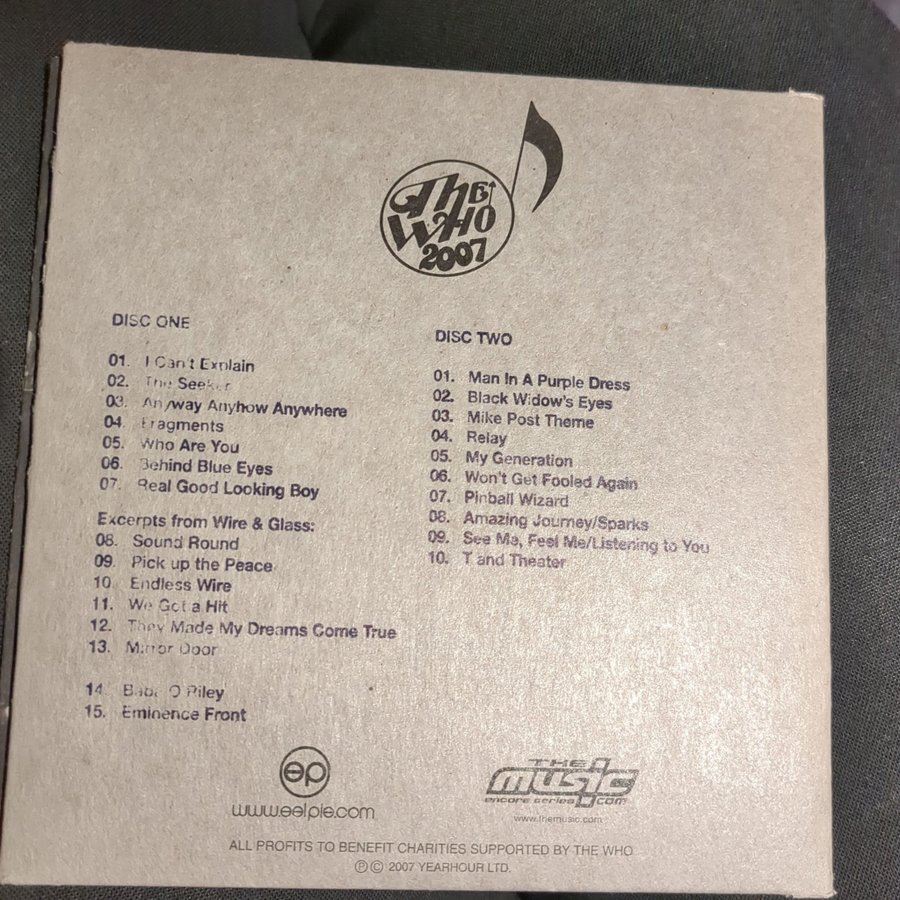 The
Who
2007
DISC ONE
01. I Can't Explain
02. The Seeker
03. Anyway Anyhow Anywhere
04. Fragments
05. Who Are You
06. Behind Blue Eyes
07. Real Good Looking Boy
Excerpts from Wire & Glass:
08. Sound Round
09. Pick up the Peace
10. Endless Wire
11. We Got a Hit
12. They Made My Dreams Come True
13. Mirror Door
14. Baba O Riley
15. Eminence Front
DISC TWO
01. Man In A Purple Dress
02. Black Widow's Eyes
03. Mike Post Theme
04. Relay
05. My Generation
06. Won't Get Fooled Again
07. Pinball Wizard
08. Amazing Journey/Sparks
09. See Me, Feel Me/Listening to You
10. T and Theater
ep
www.eelpie.com
THE
music
encore series .com
www.themusic.com
ALL PROFITS TO BENEFIT CHARITIES SUPPORTED BY THE WHO
℗ © 2007 YEARHOUR LTD.